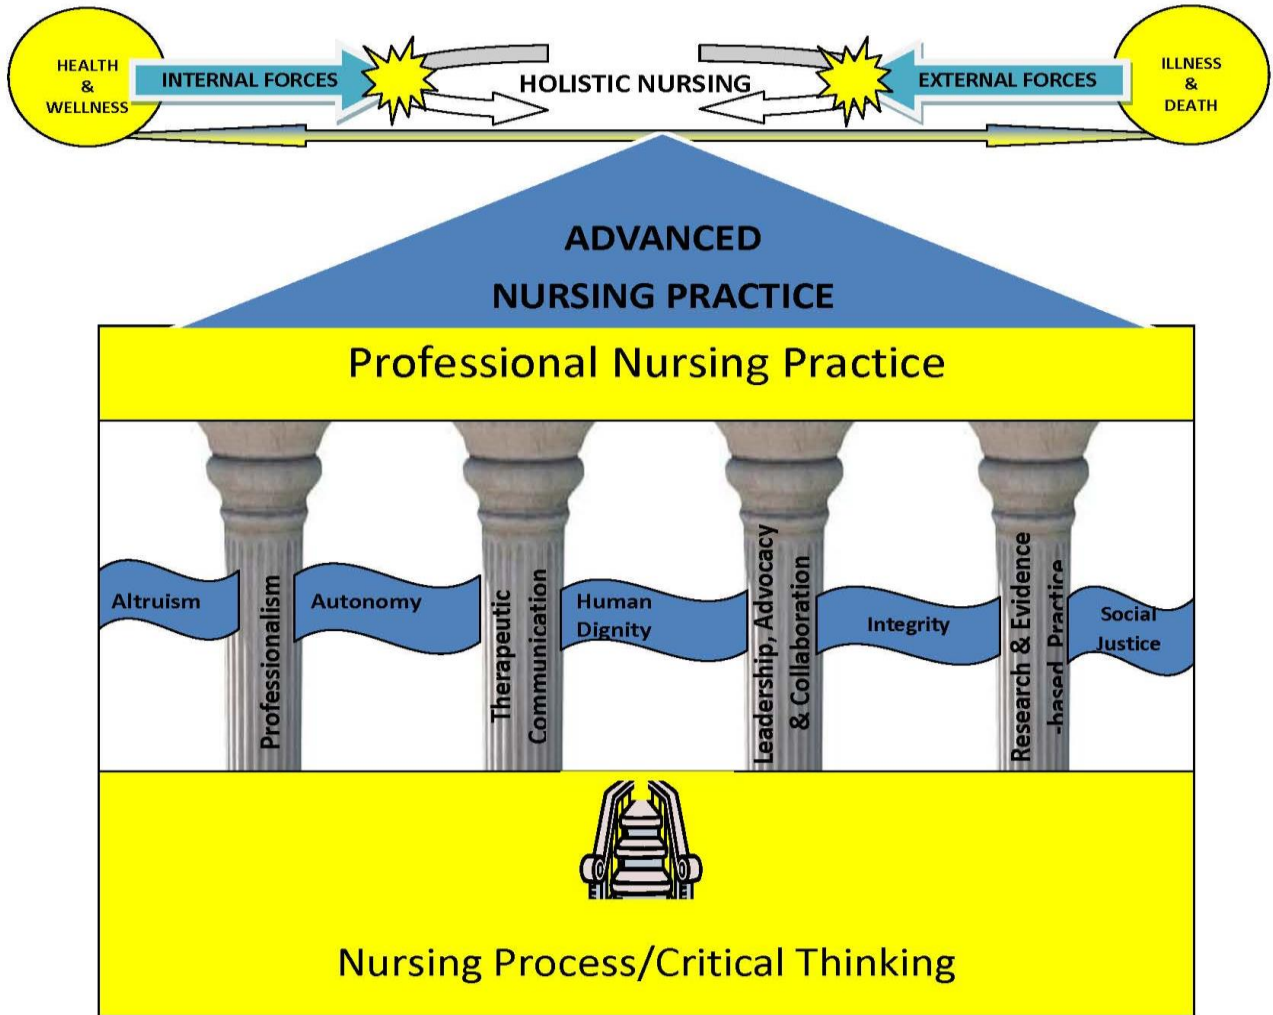 HEALTH
&
WELLNESS
INTERNAL FORCES
HOLISTIC NURSING
EXTERNAL FORCES
ILLNESS
&
DEATH
ADVANCED
NURSING PRACTICE
Professional Nursing Practice
Altruism
Professionalism
Autonomy
Therapeutic
Communication
Human
Dignity
Leadership, Advocacy
& Collaboration
Integrity
Research & Evidence
-based Practice
Social
Justice
Nursing Process/Critical Thinking